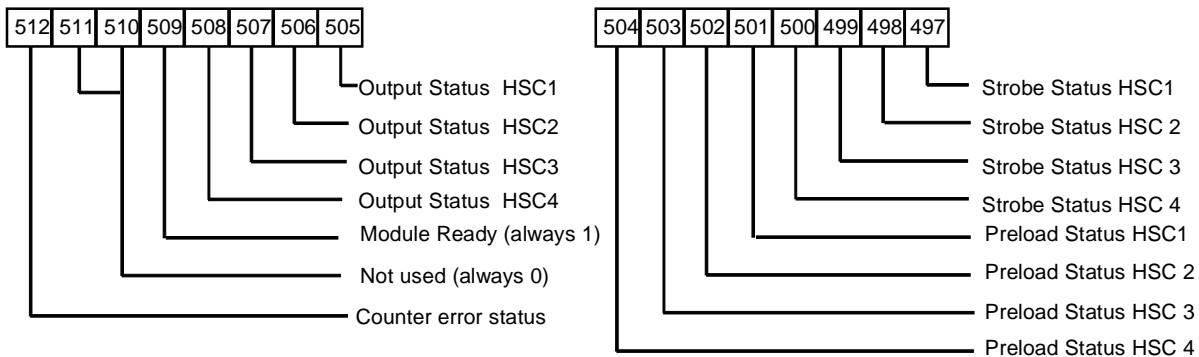 512 511 510 509 508 507 506 505
Output Status HSC1
Output Status HSC2
Output Status HSC3
Output Status HSC4
Module Ready (always 1)
Not used (always 0)
Counter error status
504 503 502 501 500 499 498 497
Strobe Status HSC1
Strobe Status HSC 2
Strobe Status HSC 3
Strobe Status HSC 4
Preload Status HSC1
Preload Status HSC 2
Preload Status HSC 3
Preload Status HSC 4